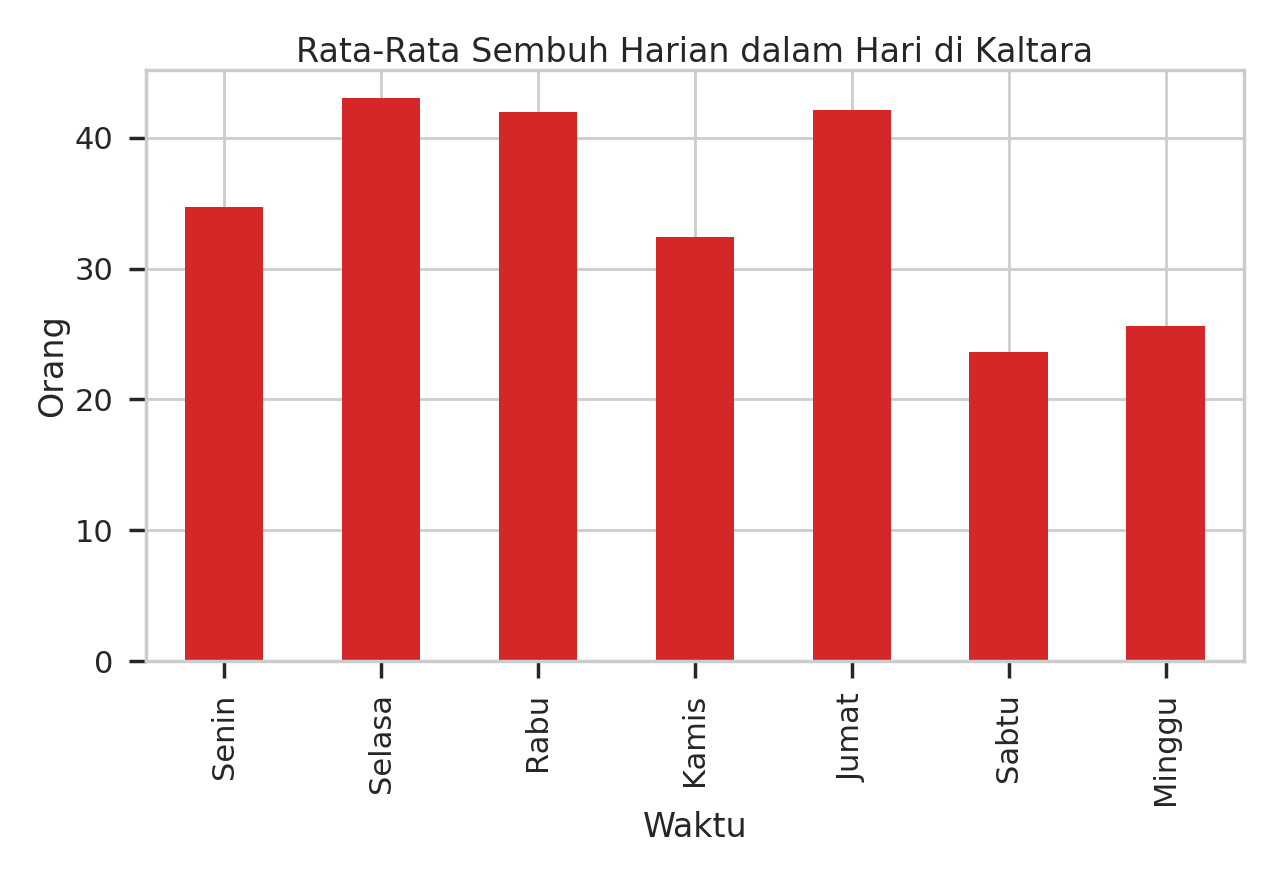 Rata-Rata Sembuh Harian dalam Hari di Kaltara
Orang
40
30
20
10
0
Senin
Selasa
Rabu
Kamis
Jumat
Sabtu
Minggu
Waktu